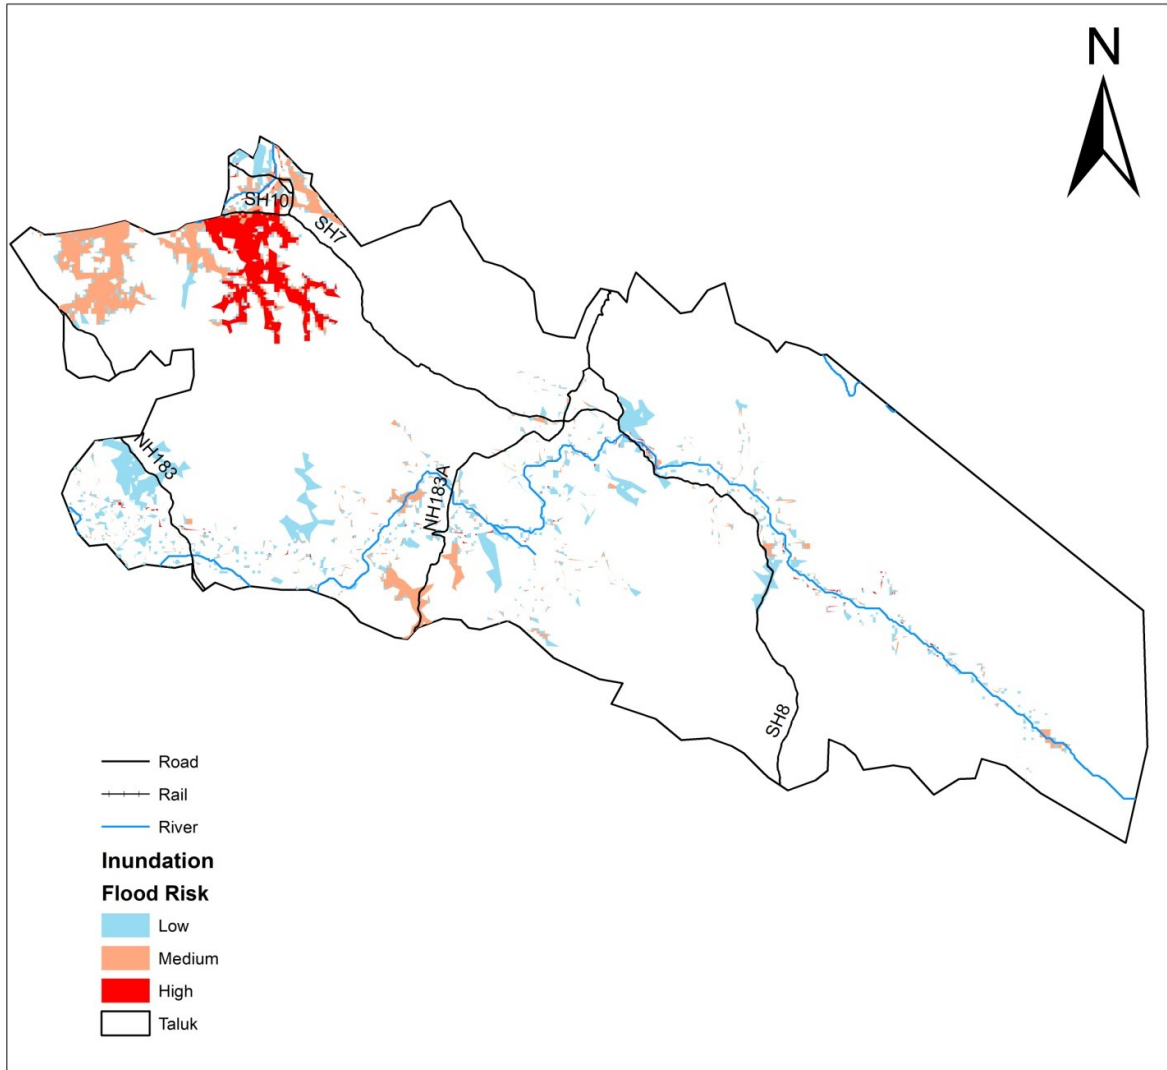 N
SH10
SH7
NH183
NH183A
SH8
Road
Rail
River
Inundation
Flood Risk
Low
Medium
High
Taluk